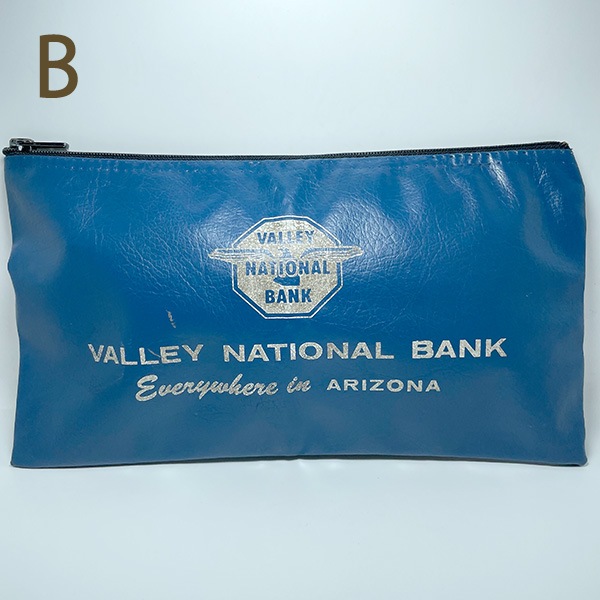 B
VALLEY
NATIONAL
BANK
VALLEY NATIONAL BANK
Everywhere in ARIZONA